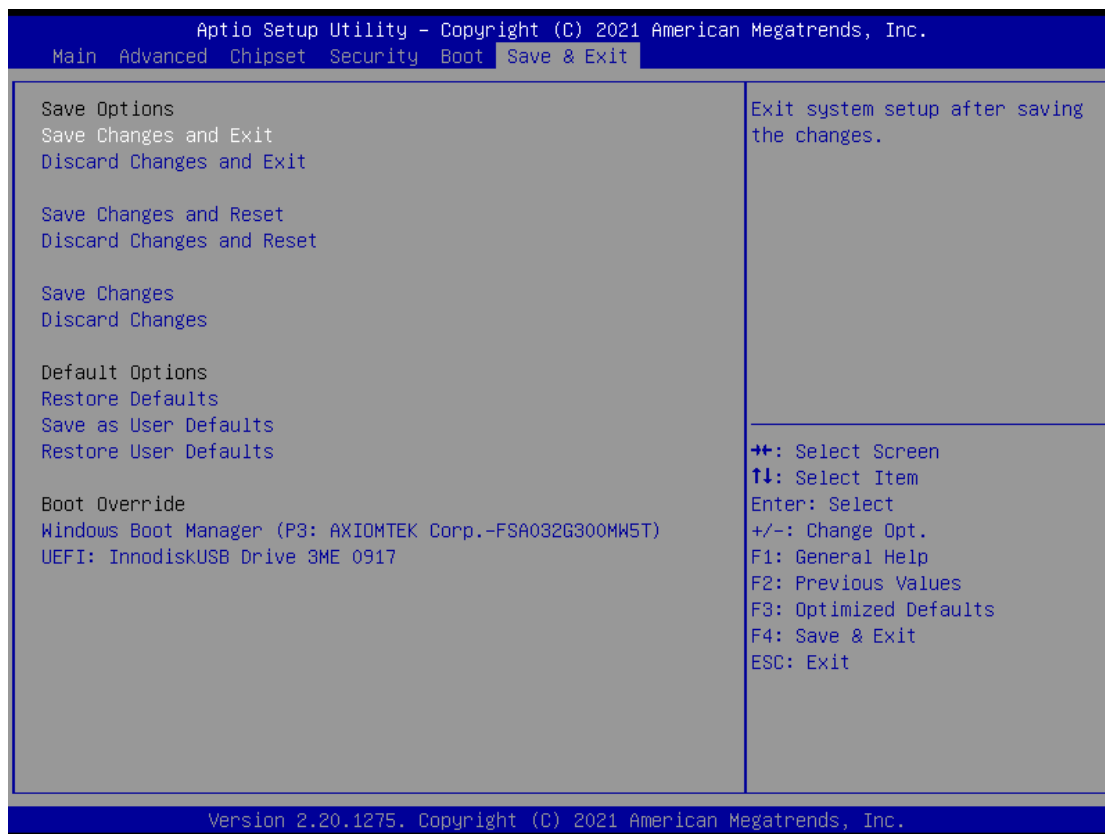 Aptio Setup Utility – Copyright (C) 2021 American Megatrends, Inc.
Main Advanced Chipset Security Boot Save & Exit
Save Options
Save Changes and Exit
Discard Changes and Exit
Save Changes and Reset
Discard Changes and Reset
Save Changes
Discard Changes
Default Options
Restore Defaults
Save as User Defaults
Restore User Defaults
Boot Override
Windows Boot Manager (P3: AXIOMTEK Corp.-FSA032G300MW5T)
UEFI: InnodiskUSB Drive 3ME 0917
Exit system setup after saving
the changes.
→←: Select Screen
↑↓: Select Item
Enter: Select
+/-: Change Opt.
F1: General Help
F2: Previous Values
F3: Optimized Defaults
F4: Save & Exit
ESC: Exit
Version 2.20.1275. Copyright (C) 2021 American Megatrends, Inc.